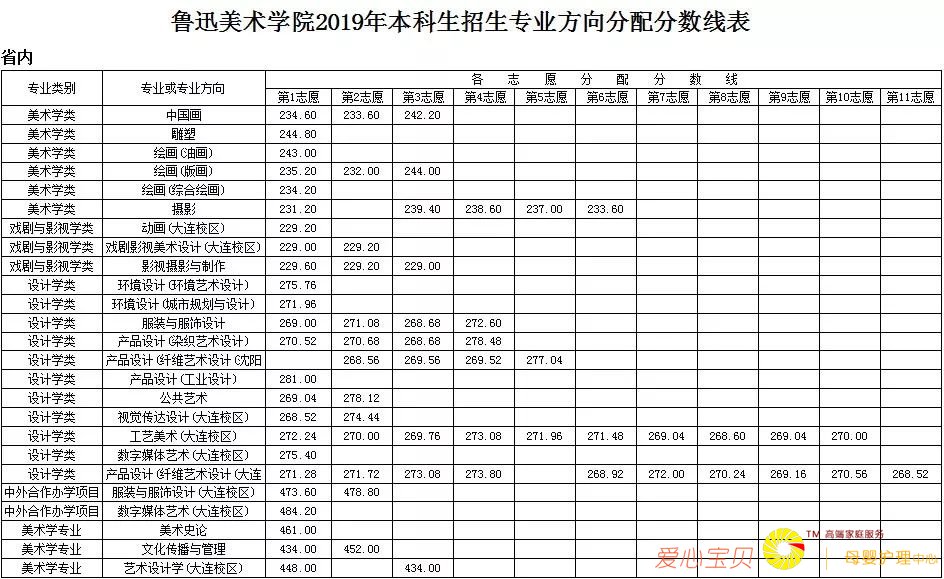 鲁迅美术学院2019年本科生招生专业方向分配分数线表
省内
专业类别 专业或专业方向 各志愿分配分数线
第1志愿 第2志愿 第3志愿 第4志愿 第5志愿 第6志愿 第7志愿 第8志愿 第9志愿 第10志愿 第11志愿
美术学类 中国画 234.60 233.60 242.20
美术学类 雕塑 244.80
美术学类 绘画(油画) 243.00
美术学类 绘画(版画) 235.20 232.00 244.00
美术学类 绘画(综合绘画) 234.20
美术学类 摄影 231.20 239.40 238.60 237.00 233.60
戏剧与影视学类 动画(大连校区) 229.20
戏剧与影视学类 戏剧影视美术设计(大连校区) 229.00 229.20
戏剧与影视学类 影视摄影与制作 229.60 229.20 229.00
设计学类 环境设计(环境艺术设计) 275.76
设计学类 环境设计(城市规划与设计) 271.96
设计学类 服装与服饰设计 269.00 271.08 268.68 272.60
设计学类 产品设计(染织艺术设计) 270.52 270.68 268.68 278.48
设计学类 产品设计(纤维艺术设计(沈阳 268.56 269.56 269.52 277.04
设计学类 产品设计(工业设计) 281.00
设计学类 公共艺术 269.04 278.12
设计学类 视觉传达设计(大连校区) 268.52 274.44
设计学类 工艺美术(大连校区) 272.24 270.00 269.76 273.08 271.96 271.48 269.04 268.60 269.04 270.00
设计学类 数字媒体艺术(大连校区) 275.40
设计学类 产品设计(纤维艺术设计(大连 271.28 271.72 273.08 273.80 268.92 272.00 270.24 269.16 270.56 268.52
中外合作办学项目 服装与服饰设计(大连校区) 473.60 478.80
中外合作办学项目 数字媒体艺术(大连校区) 484.20
美术学专业 美术史论 461.00
美术学专业 文化传播与管理 434.00 452.00
美术学专业 艺术设计学(大连校区) 448.00 434.00
爱心宝贝
TM 高端家庭服务
母婴护理中心